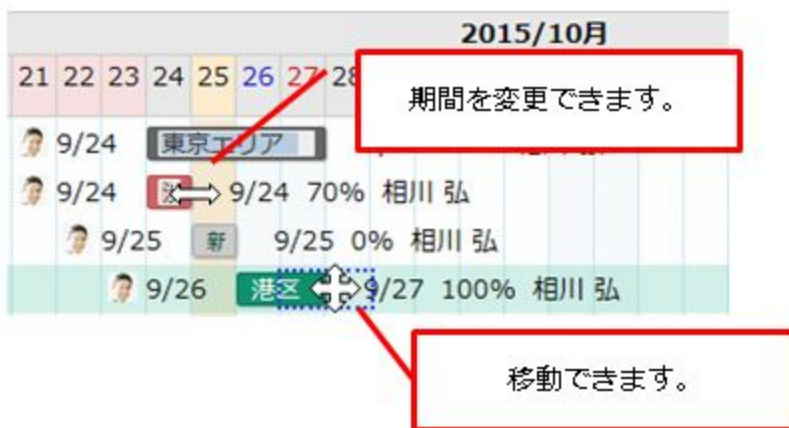 2015/10月
21 22 23 24 25 26 27 28
期間を変更できます。
9/24 東京エリア
9/24 9/24 70% 相川 弘
9/25 新 9/25 0% 相川 弘
9/26 港区 9/27 100% 相川 弘
移動できます。